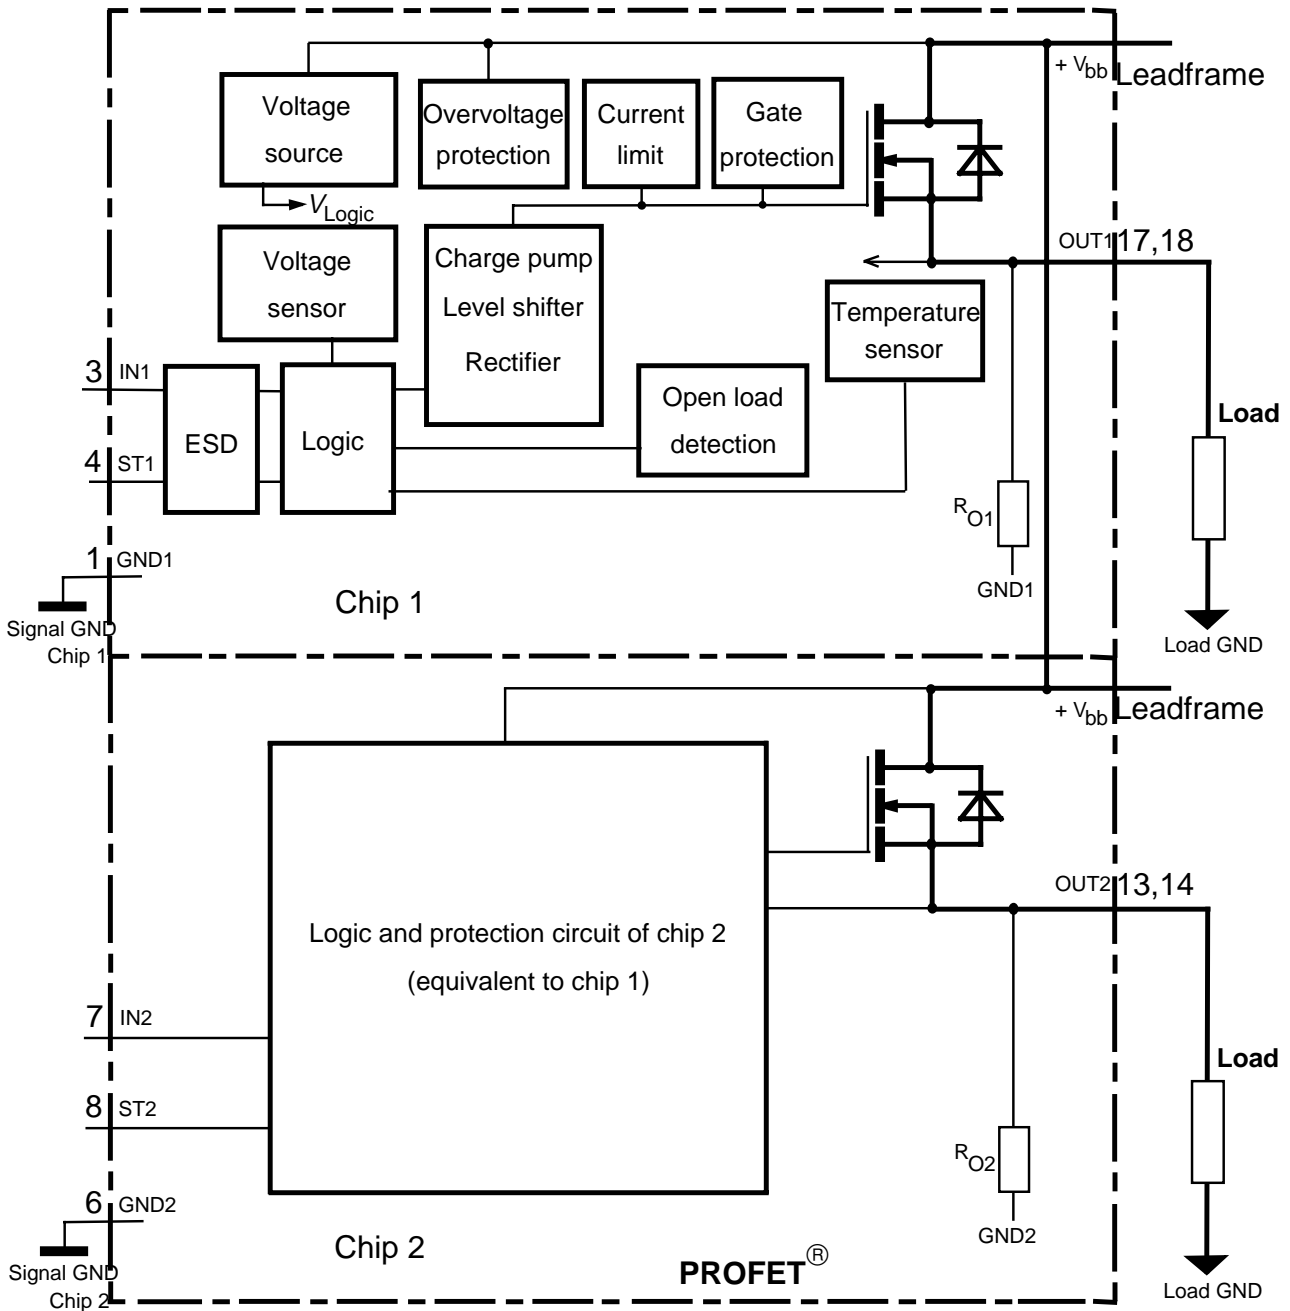 + Vbb Leadframe
Voltage
source
Overvoltage
protection
Current
limit
Gate
protection
VLogic
Voltage
sensor
Charge pump
Level shifter
Rectifier
OUT1 17,18
Temperature
sensor
3 IN1
4 ST1
ESD
Logic
Open load
detection
Load
RO1
GND1
1 GND1
Signal GND
Chip 1
Chip 1
Load GND
+ Vbb Leadframe
OUT2 13,14
Logic and protection circuit of chip 2
(equivalent to chip 1)
7 IN2
8 ST2
Load
RO2
GND2
6 GND2
Signal GND
Chip 2
Chip 2
PROFET®
Load GND